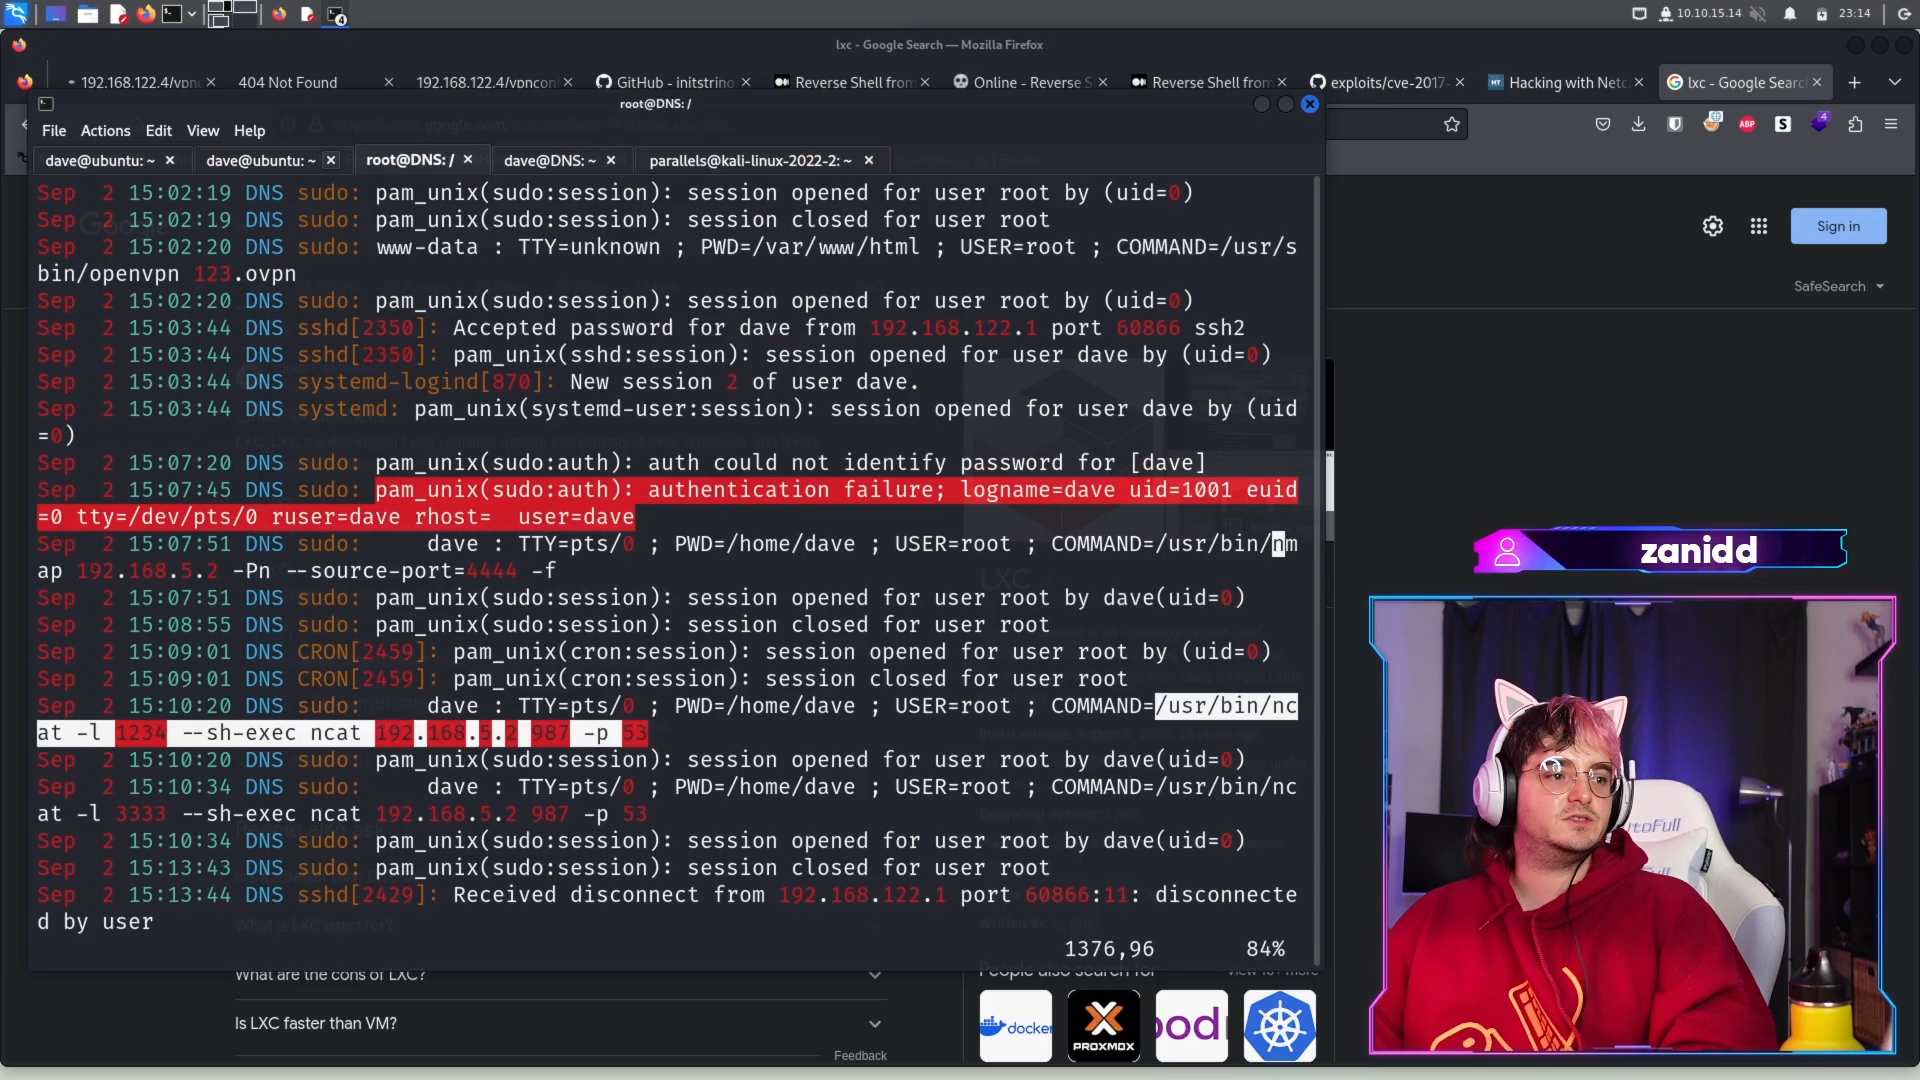 10.10.15.14
23:14
lxc - Google Search — Mozilla Firefox
192.168.122.4/vpnc
404 Not Found
192.168.122.4/vpncon
GitHub - initstring
Reverse Shell from
Online - Reverse S
Reverse Shell from
exploits/cve-2017-
Hacking with Netc
lxc - Google Search
root@DNS: /
File Actions Edit View Help
ABP
S
4
dave@ubuntu: ~
dave@ubuntu: ~
root@DNS: /
dave@DNS: ~
parallels@kali-linux-2022-2: ~
Sep  2 15:02:19 DNS sudo: pam_unix(sudo:session): session opened for user root by (uid=0)
Sep  2 15:02:19 DNS sudo: pam_unix(sudo:session): session closed for user root
Sep  2 15:02:20 DNS sudo: www-data : TTY=unknown ; PWD=/var/www/html ; USER=root ; COMMAND=/usr/s
bin/openvpn 123.ovpn
Sep  2 15:02:20 DNS sudo: pam_unix(sudo:session): session opened for user root by (uid=0)
Sep  2 15:03:44 DNS sshd[2350]: Accepted password for dave from 192.168.122.1 port 60866 ssh2
Sep  2 15:03:44 DNS sshd[2350]: pam_unix(sshd:session): session opened for user dave by (uid=0)
Sep  2 15:03:44 DNS systemd-logind[870]: New session 2 of user dave.
Sep  2 15:03:44 DNS systemd: pam_unix(systemd-user:session): session opened for user dave by (uid
=0)
Sep  2 15:07:20 DNS sudo: pam_unix(sudo:auth): auth could not identify password for [dave]
Sep  2 15:07:45 DNS sudo: pam_unix(sudo:auth): authentication failure; logname=dave uid=1001 euid
=0 tty=/dev/pts/0 ruser=dave rhost=  user=dave
Sep  2 15:07:51 DNS sudo:     dave : TTY=pts/0 ; PWD=/home/dave ; USER=root ; COMMAND=/usr/bin/nm
ap 192.168.5.2 -Pn --source-port=4444 -f
Sep  2 15:07:51 DNS sudo: pam_unix(sudo:session): session opened for user root by dave(uid=0)
Sep  2 15:08:55 DNS sudo: pam_unix(sudo:session): session closed for user root
Sep  2 15:09:01 DNS CRON[2459]: pam_unix(cron:session): session opened for user root by (uid=0)
Sep  2 15:09:01 DNS CRON[2459]: pam_unix(cron:session): session closed for user root
Sep  2 15:10:20 DNS sudo:     dave : TTY=pts/0 ; PWD=/home/dave ; USER=root ; COMMAND=/usr/bin/nc
at -l 1234 --sh-exec ncat 192.168.5.2 987 -p 53
Sep  2 15:10:20 DNS sudo: pam_unix(sudo:session): session opened for user root by dave(uid=0)
Sep  2 15:10:34 DNS sudo:     dave : TTY=pts/0 ; PWD=/home/dave ; USER=root ; COMMAND=/usr/bin/nc
at -l 3333 --sh-exec ncat 192.168.5.2 987 -p 53
Sep  2 15:10:34 DNS sudo: pam_unix(sudo:session): session opened for user root by dave(uid=0)
Sep  2 15:13:43 DNS sudo: pam_unix(sudo:session): session closed for user root
Sep  2 15:13:44 DNS sshd[2429]: Received disconnect from 192.168.122.1 port 60866:11: disconnecte
d by user
1376,96
84%
Sign in
SafeSearch
LXC
zanidd
What is LXC used for?
What are the cons of LXC?
Is LXC faster than VM?
Feedback
People also search for
docker
PROXMOX
pod